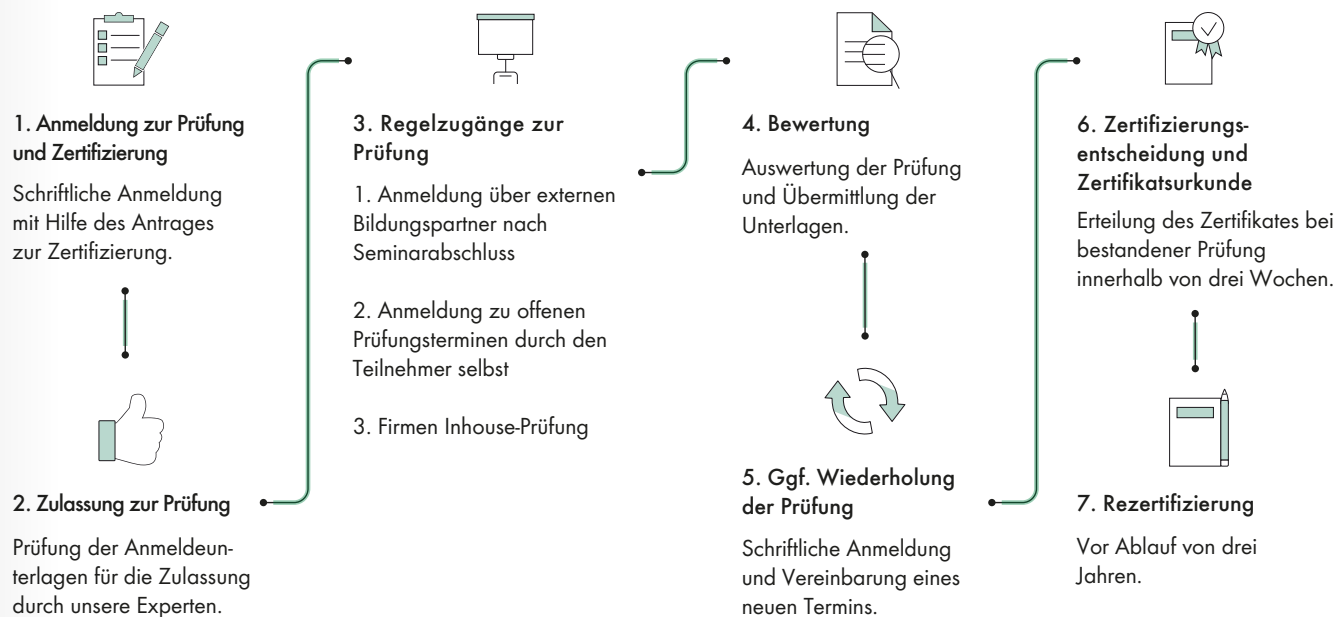 1. Anmeldung zur Prüfung
und Zertifizierung
Schriftliche Anmeldung
mit Hilfe des Antrages
zur Zertifizierung.
2. Zulassung zur Prüfung
Prüfung der Anmeldeun-
terlagen für die Zulassung
durch unsere Experten.
3. Regelzugänge zur
Prüfung
1. Anmeldung über externen
Bildungspartner nach
Seminarabschluss
2. Anmeldung zu offenen
Prüfungsterminen durch den
Teilnehmer selbst
3. Firmen Inhouse-Prüfung
4. Bewertung
Auswertung der Prüfung
und Übermittlung der
Unterlagen.
5. Ggf. Wiederholung
der Prüfung
Schriftliche Anmeldung
und Vereinbarung eines
neuen Termins.
6. Zertifizierungs-
entscheidung und
Zertifikatsurkunde
Erteilung des Zertifikates bei
bestandener Prüfung
innerhalb von drei Wochen.
7. Rezertifizierung
Vor Ablauf von drei
Jahren.